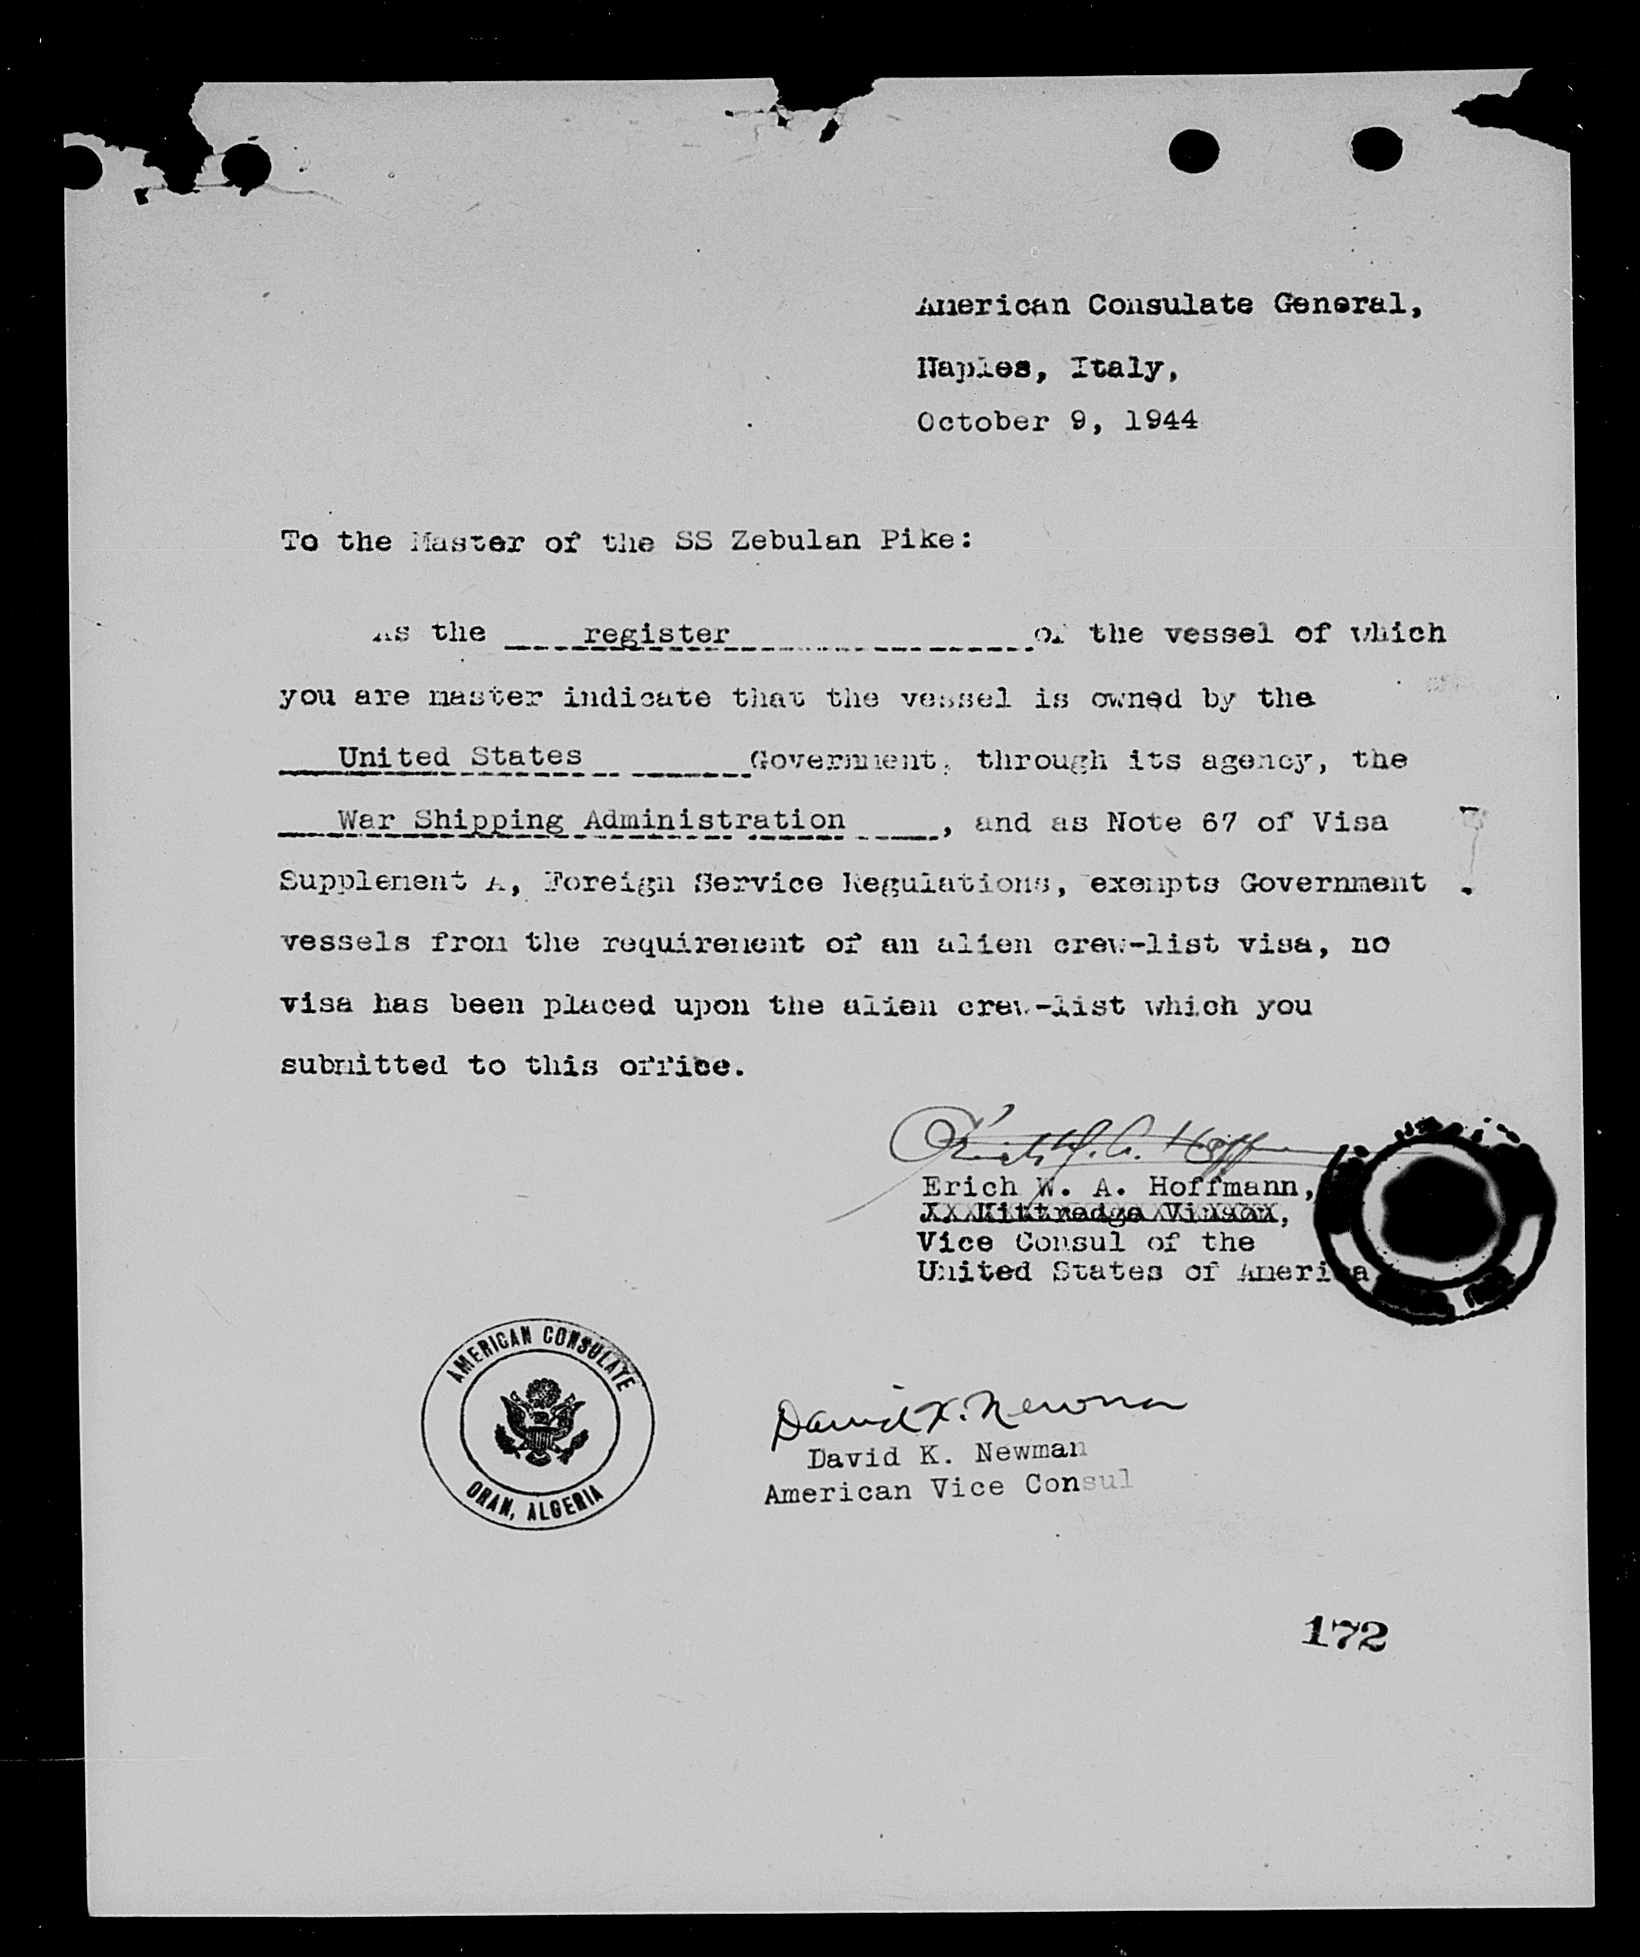 American Consulate General,
Naples, Italy,
October 9, 1944
To the Master of the SS Zebulan Pike:
As the register of the vessel of which
you are master indicate that the vessel is owned by the
United States Government, through its agency, the
War Shipping Administration, and as Note 67 of Visa
Supplement A, Foreign Service Regulations, exempts Government
vessels from the requirement of an alien crew-list visa, no
visa has been placed upon the alien crew-list which you
submitted to this office.
Erich W. A. Hoffmann
Erich W. A. Hoffmann,
Kittredge Vinson,
Vice Consul of the
United States of America
AMERICAN CONSULATE
ORAN, ALGERIA
David K. Newman
David K. Newman
American Vice Consul
172